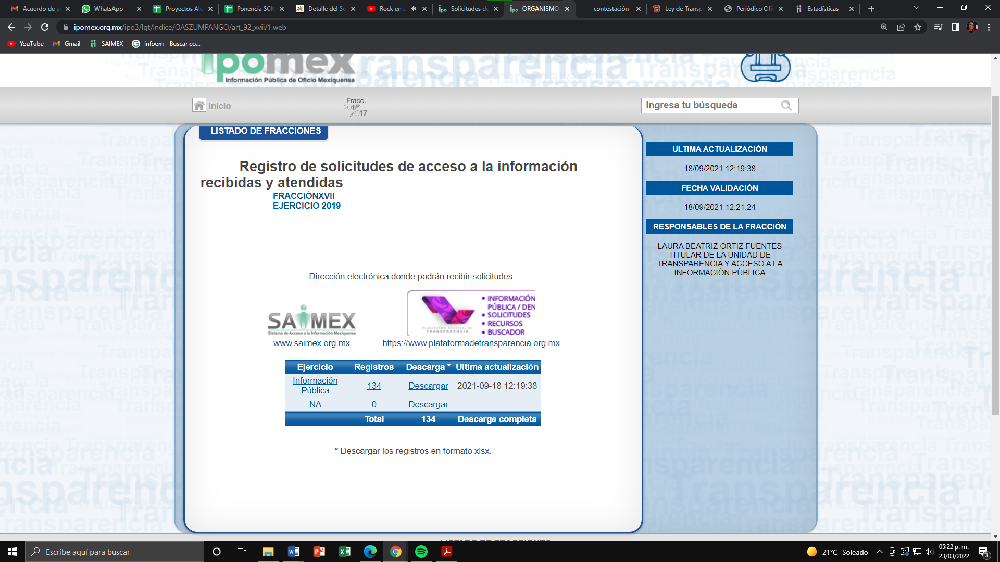 Acuerdo de a
WhatsApp
Proyectos Ale
Ponencia SCM
Detalle del Se
Rock en e
Solicitudes de
ORGANISMO
contestación
Ley de Transp
Periódico Ofic
Estadísticas
ipomex.org.mx/ipo3/lgt/indice/OASZUMPANGO/art_92_xvii/1.web
YouTube
Gmail
SAIMEX
infoem - Buscar co...
ipomex
Información Pública de Oficio Mexiquense
Inicio
Fracc.
2015
2017
Ingresa tu búsqueda
LISTADO DE FRACCIONES
Registro de solicitudes de acceso a la información
recibidas y atendidas
FRACCIÓNXVII
EJERCICIO 2019
Dirección electrónica donde podrán recibir solicitudes :
SAIMEX
Sistema de Acceso a la Información Mexiquense
www.saimex.org.mx
PLATAFORMA NACIONAL DE
TRANSPARENCIA
▪ INFORMACIÓN
PÚBLICA / DEN
▪ SOLICITUDES
▪ RECURSOS
▪ BUSCADOR
https://www.plataformadetransparencia.org.mx
Ejercicio Registros Descarga * Ultima actualización
Información
Pública 134 Descargar 2021-09-18 12:19:38
NA 0 Descargar
Total 134 Descarga completa
* Descargar los registros en formato xlsx.
ULTIMA ACTUALIZACIÓN
18/09/2021 12:19:38
FECHA VALIDACIÓN
18/09/2021 12:21:24
RESPONSABLES DE LA FRACCIÓN
LAURA BEATRIZ ORTIZ FUENTES
TITULAR DE LA UNIDAD DE
TRANSPARENCIA Y ACCESO A LA
INFORMACIÒN PÙBLICA
LISTADO DE FRACCIONES
Escribe aquí para buscar
21°C Soleado
05:22 p. m.
23/03/2022
3